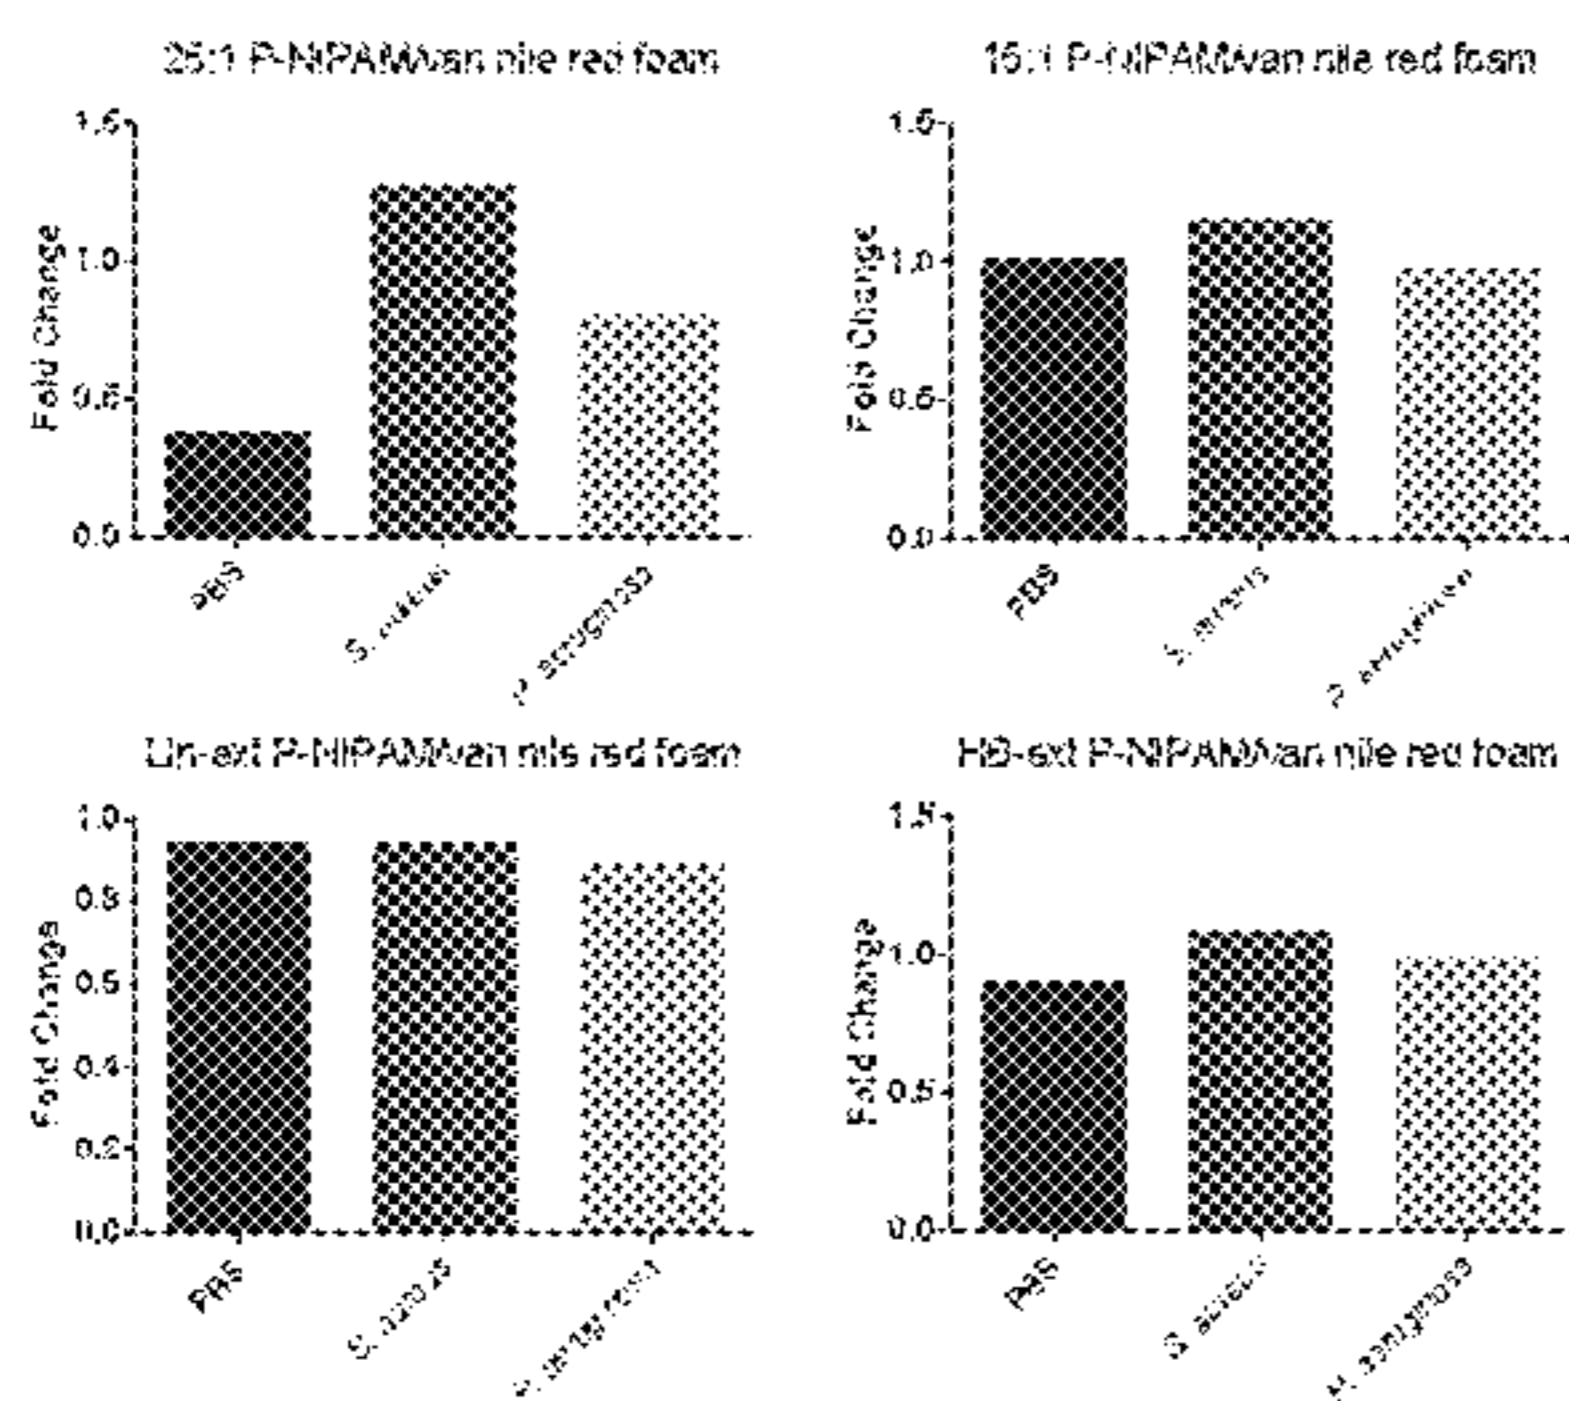 25:1 P-NIPAM/van nile red foam
1.5
1.0
0.5
0.0
Fold Change
PBS
S.
P. aeruginosa
15:1 P-NIPAM/van nile red foam
1.5
1.0
0.5
0.0
Fold Change
PBS
S. aureus
P. aeruginosa
Lin-ext P-NIPAM/van nile red foam
1.0
0.8
0.6
0.4
0.2
0.0
Fold Change
PBS
S. aureus
HB-ext P-NIPAM/van nile red foam
1.5
1.0
0.5
0.0
Fold Change
PBS
S. aureus
P. aeruginosa